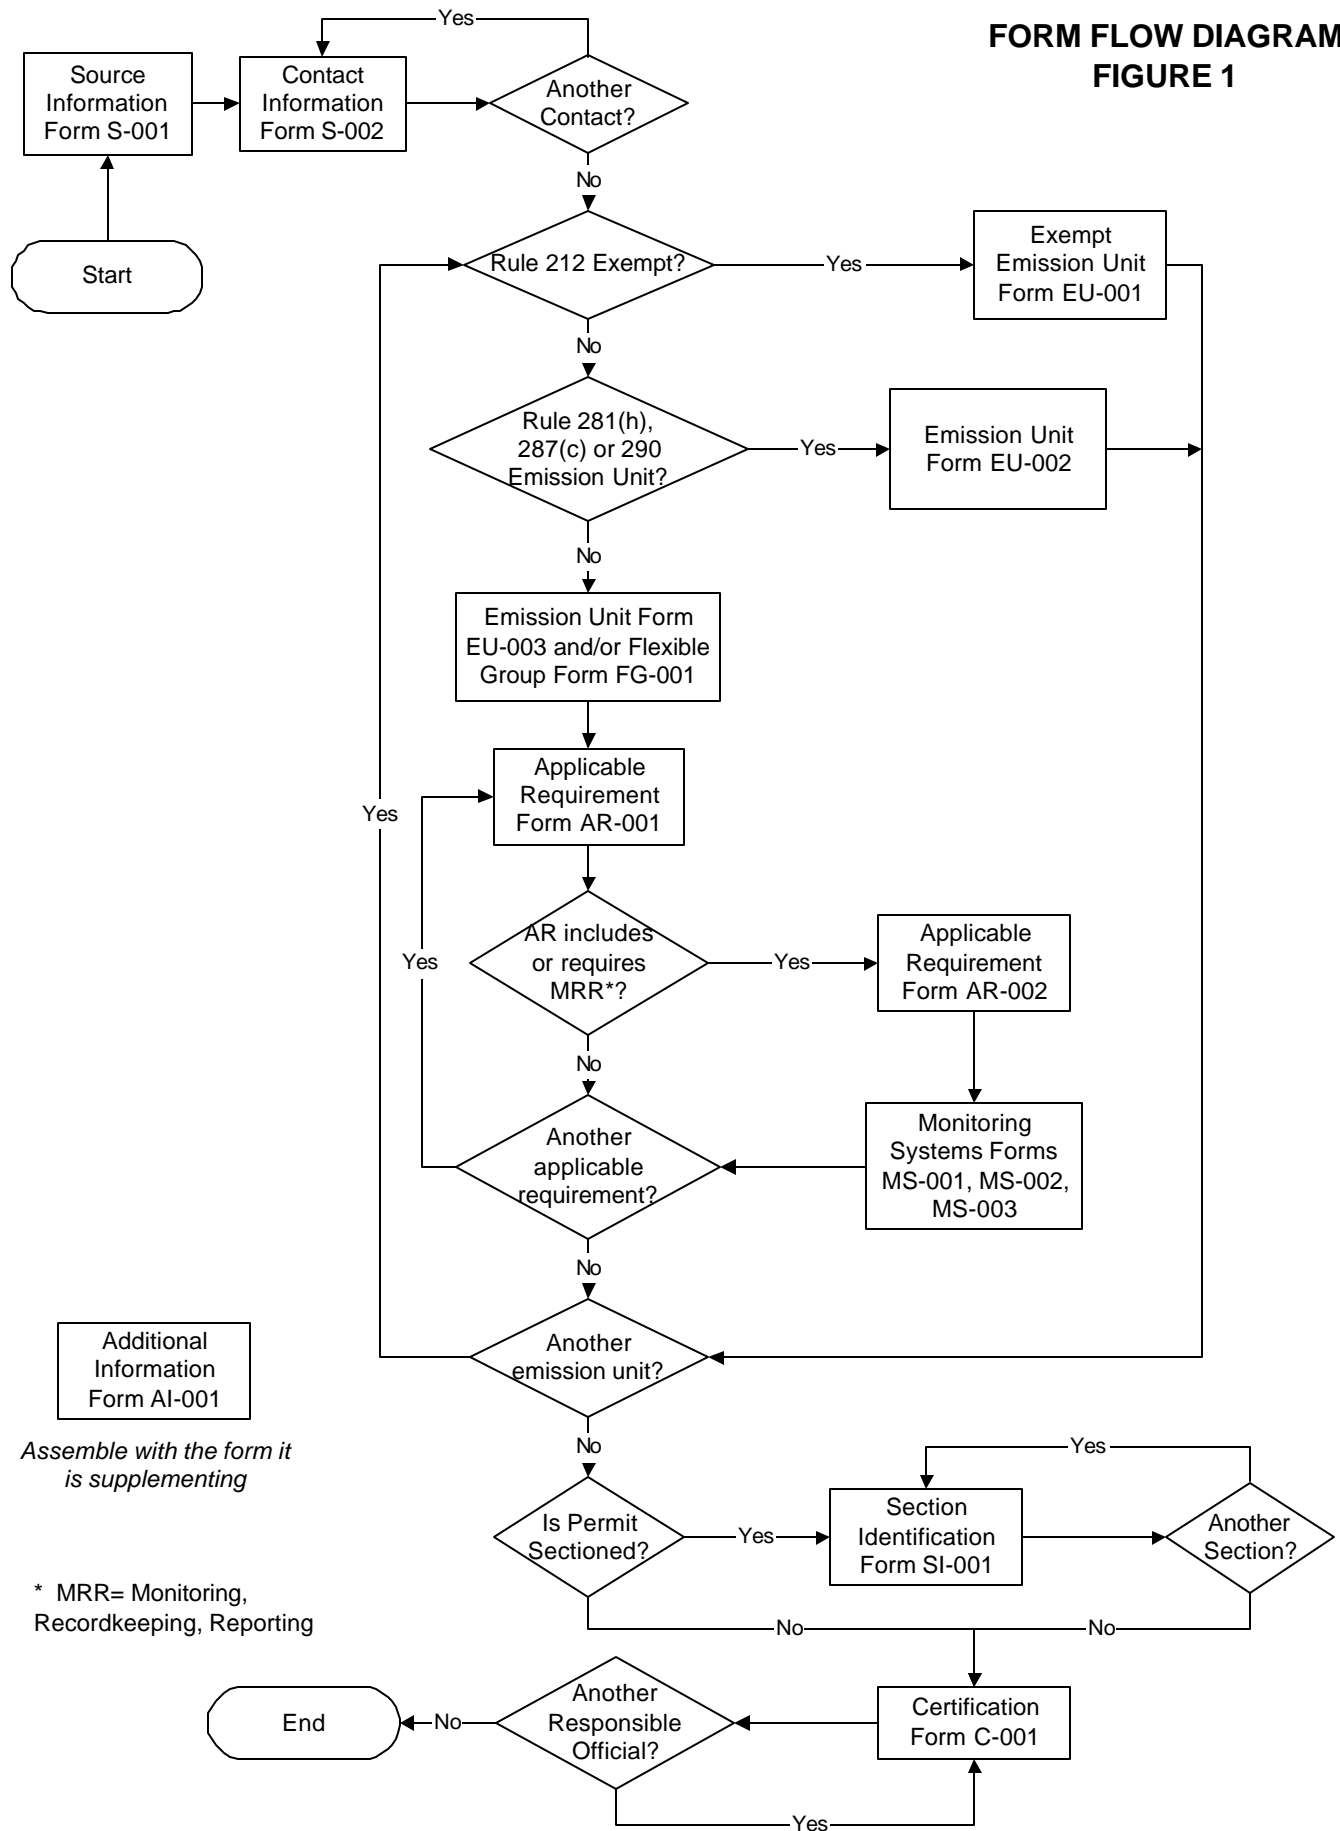 FORM FLOW DIAGRAM
FIGURE 1
Yes
Source
Information
Form S-001
Contact
Information
Form S-002
Another
Contact?
No
Start
Rule 212 Exempt?
Yes
Exempt
Emission Unit
Form EU-001
No
Rule 281(h),
287(c) or 290
Emission Unit?
Yes
Emission Unit
Form EU-002
No
Emission Unit Form
EU-003 and/or Flexible
Group Form FG-001
Applicable
Requirement
Form AR-001
Yes
Yes
AR includes
or requires
MRR*?
Yes
Applicable
Requirement
Form AR-002
No
Another
applicable
requirement?
Monitoring
Systems Forms
MS-001, MS-002,
MS-003
No
Another
emission unit?
Additional
Information
Form AI-001
Assemble with the form it
is supplementing
No
Yes
Is Permit
Sectioned?
Yes
Section
Identification
Form SI-001
Another
Section?
* MRR= Monitoring,
Recordkeeping, Reporting
No
No
End
No
Another
Responsible
Official?
Certification
Form C-001
Yes